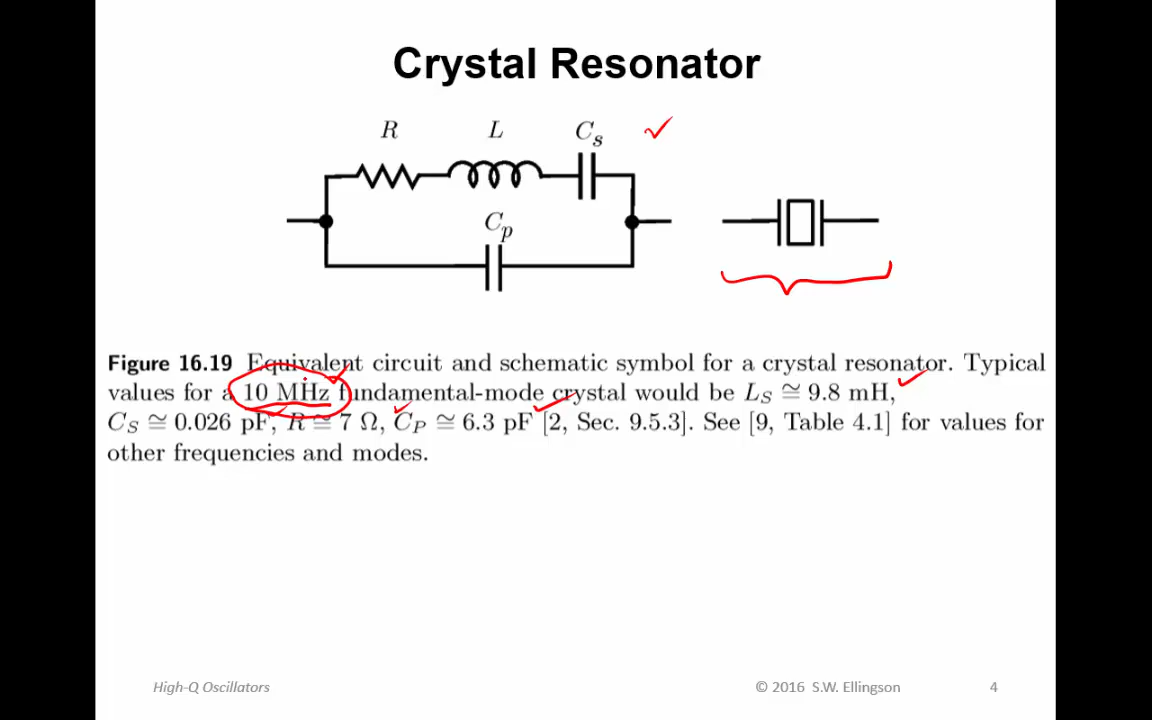 Crystal Resonator
R L Cs
Cp
Figure 16.19 Equivalent circuit and schematic symbol for a crystal resonator. Typical
values for a 10 MHz fundamental-mode crystal would be LS ≅ 9.8 mH,
CS ≅ 0.026 pF, R ≅ 7 Ω, CP ≅ 6.3 pF [2, Sec. 9.5.3]. See [9, Table 4.1] for values for
other frequencies and modes.
High-Q Oscillators © 2016 S.W. Ellingson 4